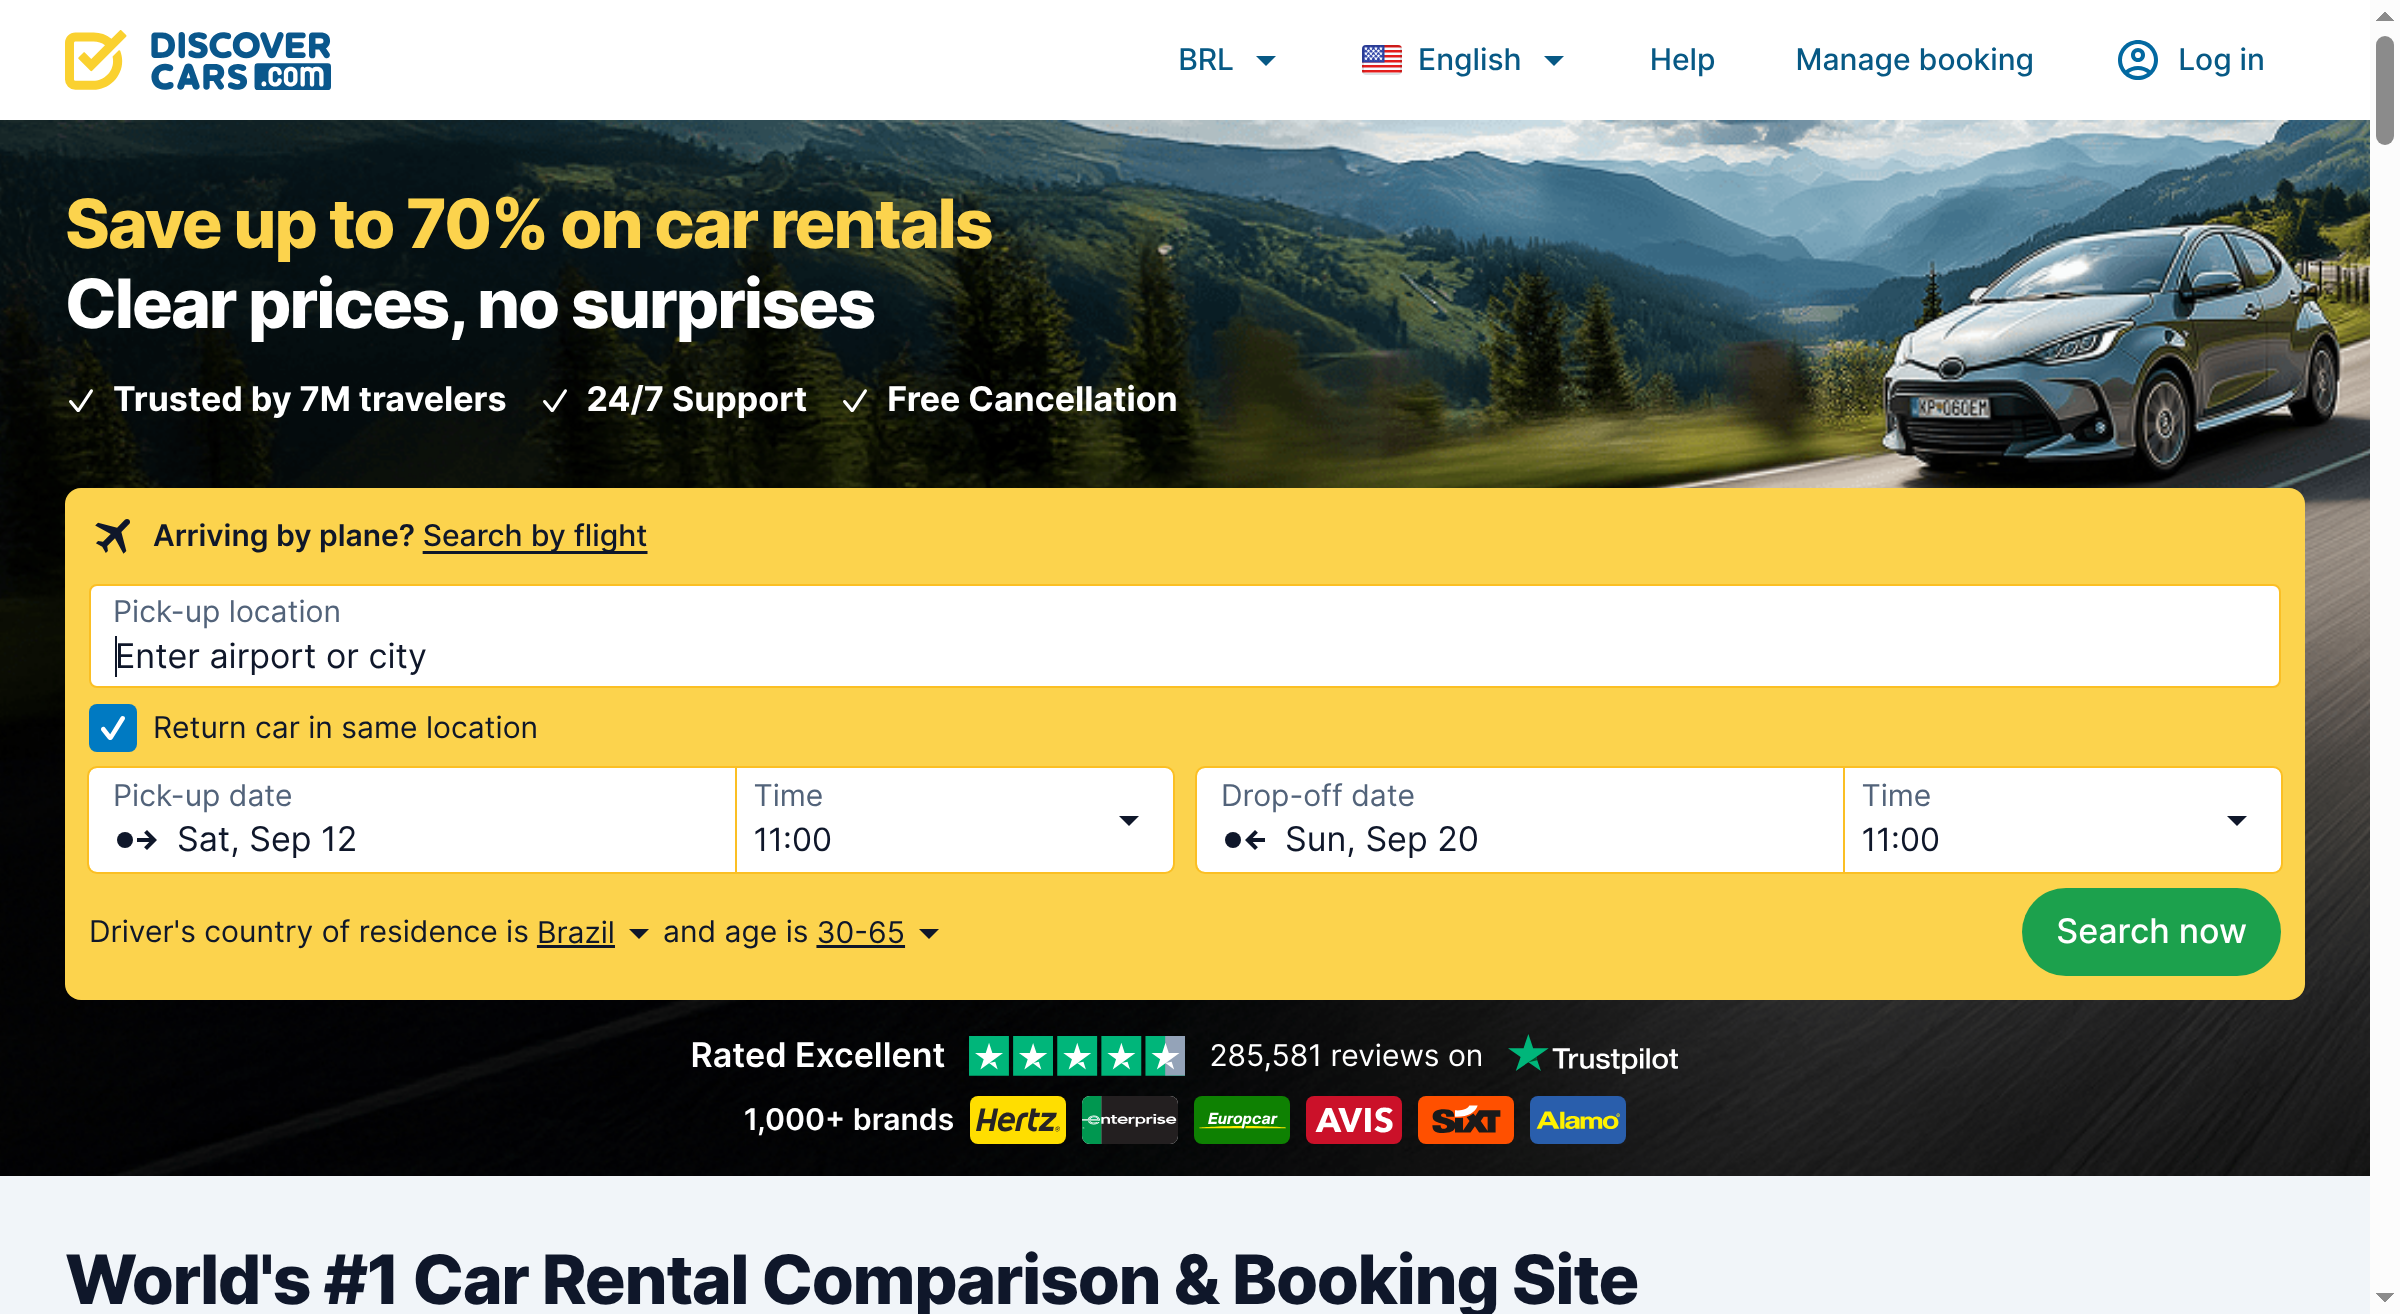 DISCOVER
CARS.com
BRL
English
Help
Manage booking
Log in
Save up to 70% on car rentals
Clear prices, no surprises
Trusted by 7M travelers
24/7 Support
Free Cancellation
Arriving by plane? Search by flight
Pick-up location
Enter airport or city
Return car in same location
Pick-up date
Sat, Sep 12
Time
11:00
Drop-off date
Sun, Sep 20
Time
11:00
Driver's country of residence is Brazil and age is 30-65
Search now
Rated Excellent
285,581 reviews on
Trustpilot
1,000+ brands
Hertz
enterprise
Europcar
AVIS
SIXT
Alamo
World's #1 Car Rental Comparison & Booking Site